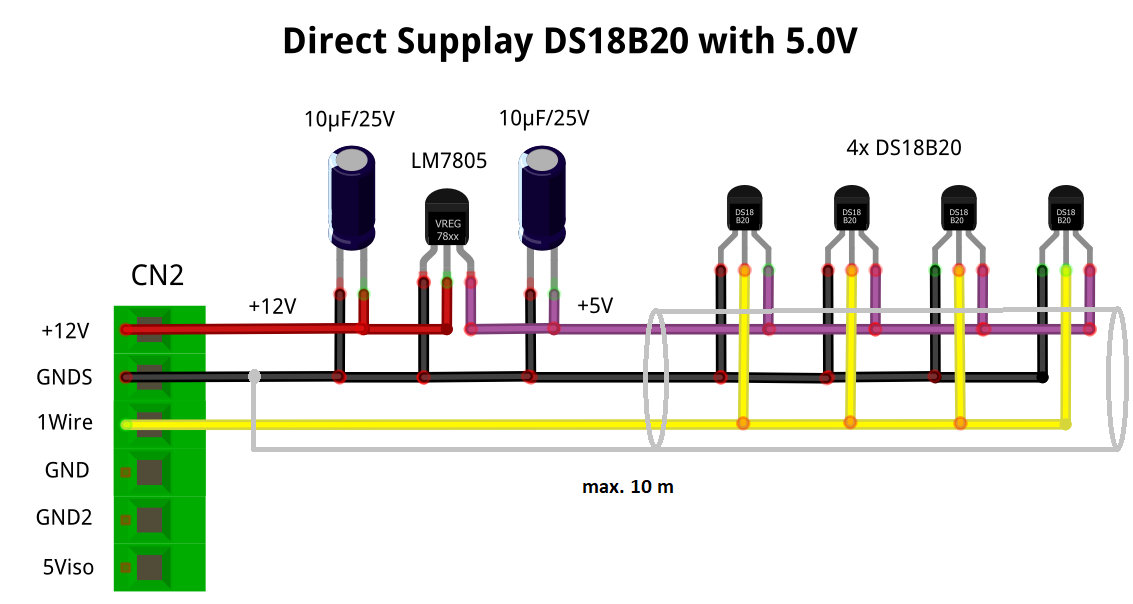 Direct Supplay DS18B20 with 5.0V
10µF/25V
10µF/25V
LM7805
4x DS18B20
VREG
78xx
DS18
B20
DS18
B20
DS18
B20
DS18
B20
CN2
+12V
+5V
+12V
GNDS
1Wire
GND
GND2
5Viso
max. 10 m